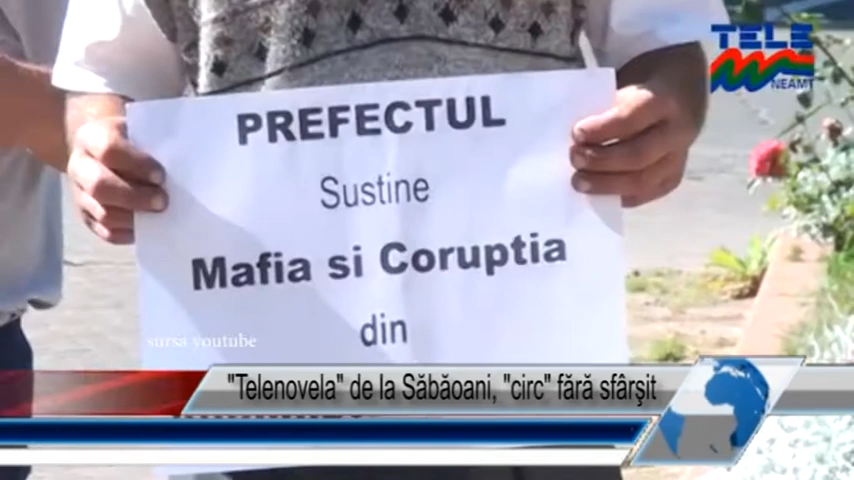 TELE
NEAMT
PREFECTUL
Sustine
Mafia si Coruptia
din
sursa youtube
"Telenovela" de la Săbăoani, "circ" fără sfârşit